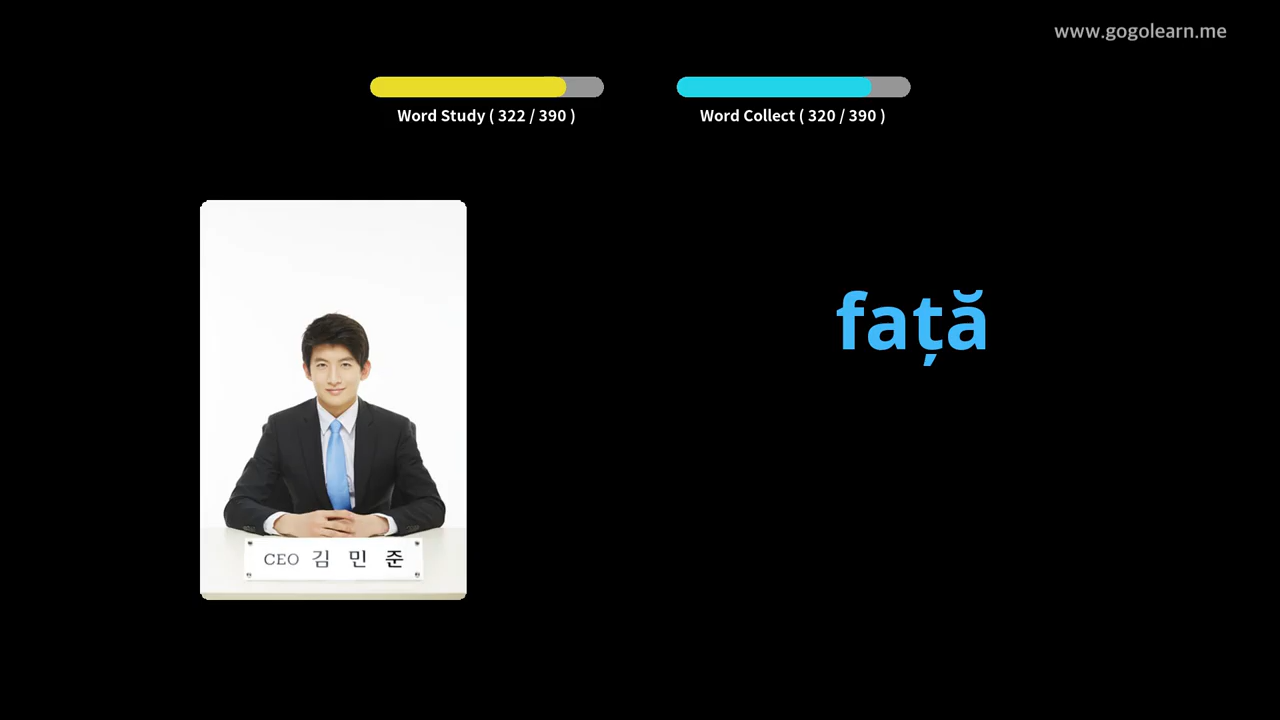 www.gogolearn.me
Word Study ( 322 / 390 )
Word Collect ( 320 / 390 )
față
CEO 김 민 준